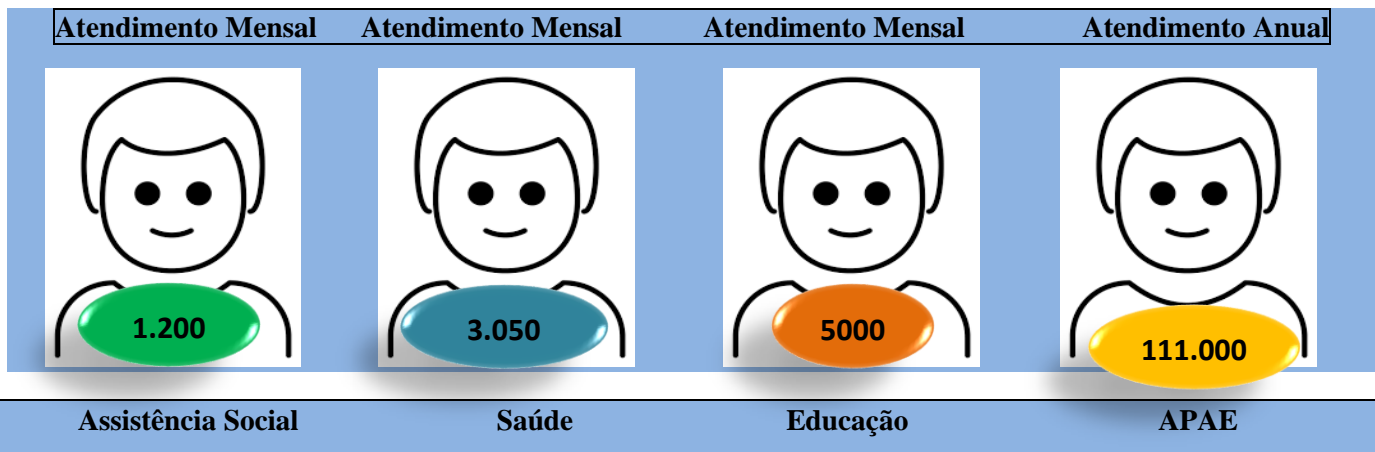 Atendimento Mensal Atendimento Mensal Atendimento Mensal Atendimento Anual
1.200 3.050 5000 111.000
Assistência Social Saúde Educação APAE